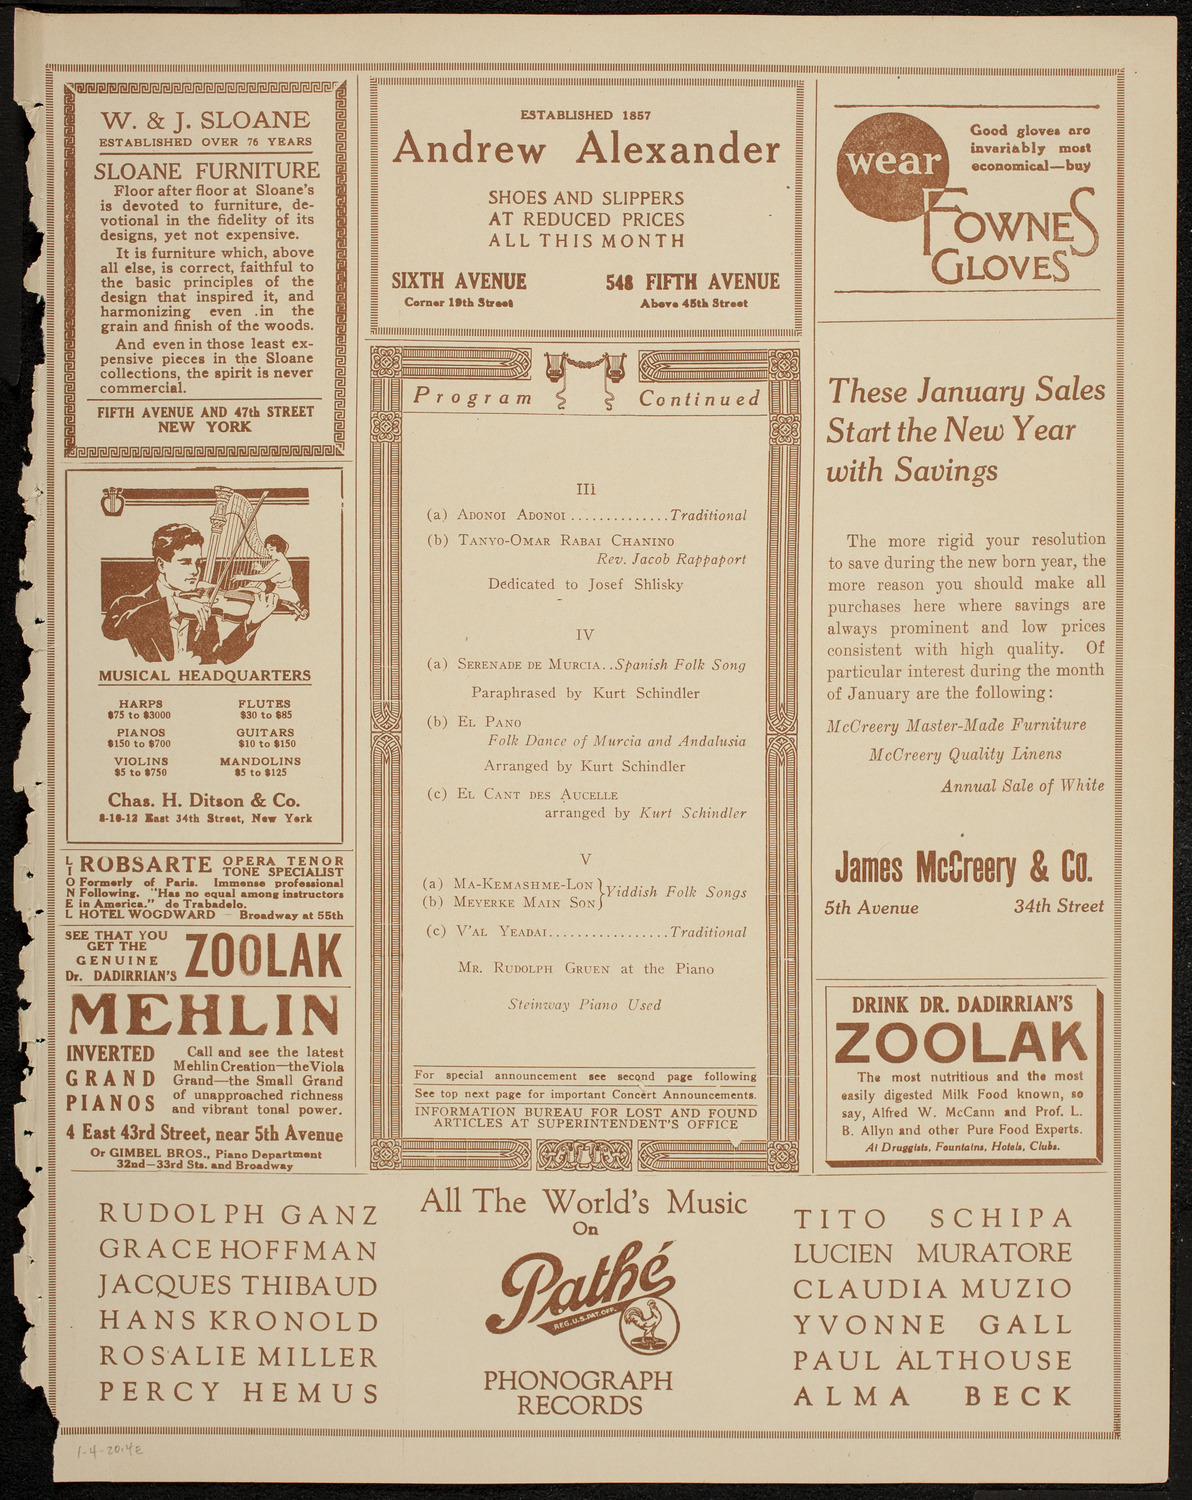 W. & J. SLOANE
ESTABLISHED OVER 76 YEARS
SLOANE FURNITURE
Floor after floor at Sloane's
is devoted to furniture, de-
votional in the fidelity of its
designs, yet not expensive.
It is furniture which, above
all else, is correct, faithful to
the basic principles of the
design that inspired it, and
harmonizing even .in the
grain and finish of the woods.
And even in those least ex-
pensive pieces in the Sloane
collections, the spirit is never
commercial.
FIFTH AVENUE AND 47th STREET
NEW YORK
MUSICAL HEADQUARTERS
HARPS
$75 to $3000
FLUTES
$30 to $85
PIANOS
$150 to $700
GUITARS
$10 to $150
VIOLINS
$5 to $750
MANDOLINS
$5 to $125
Chas. H. Ditson & Co.
8-10-12 East 34th Street, New York
LIONEL ROBSARTE OPERA TENOR
TONE SPECIALIST
Formerly of Paris. Immense professional
Following. "Has no equal among instructors
in America." de Trabadelo.
HOTEL WOODWARD — Broadway at 55th
SEE THAT YOU
GET THE
GENUINE
Dr. DADIRRIAN'S
ZOOLAK
MEHLIN
INVERTED
GRAND
PIANOS
Call and see the latest
Mehlin Creation—the Viola
Grand—the Small Grand
of unapproached richness
and vibrant tonal power.
4 East 43rd Street, near 5th Avenue
Or GIMBEL BROS., Piano Department
32nd—33rd Sts. and Broadway
ESTABLISHED 1857
Andrew Alexander
SHOES AND SLIPPERS
AT REDUCED PRICES
ALL THIS MONTH
SIXTH AVENUE
Corner 19th Street
548 FIFTH AVENUE
Above 45th Street
Program Continued
III
(a) ADONOI ADONOI..............Traditional
(b) TANYO-OMAR RABAI CHANINO
Rev. Jacob Rappaport
Dedicated to Josef Shlisky
IV
(a) SERENADE DE MURCIA..Spanish Folk Song
Paraphrased by Kurt Schindler
(b) EL PANO
Folk Dance of Murcia and Andalusia
Arranged by Kurt Schindler
(c) EL CANT DES AUCELLE
arranged by Kurt Schindler
V
(a) MA-KEMASHME-LON
(b) MEYERKE MAIN SON } Yiddish Folk Songs
(c) V'AL YEADAI.................Traditional
MR. RUDOLPH GRUEN at the Piano
Steinway Piano Used
For special announcement see second page following
See top next page for important Concert Announcements.
INFORMATION BUREAU FOR LOST AND FOUND
ARTICLES AT SUPERINTENDENT'S OFFICE
wear
Good gloves are
invariably most
economical—buy
FOWNES
GLOVES
These January Sales
Start the New Year
with Savings
The more rigid your resolution
to save during the new born year, the
more reason you should make all
purchases here where savings are
always prominent and low prices
consistent with high quality. Of
particular interest during the month
of January are the following:
McCreery Master-Made Furniture
McCreery Quality Linens
Annual Sale of White
James McCreery & Co.
5th Avenue 34th Street
DRINK DR. DADIRRIAN'S
ZOOLAK
The most nutritious and the most
easily digested Milk Food known, so
say, Alfred W. McCann and Prof. L.
B. Allyn and other Pure Food Experts.
At Druggists, Fountains, Hotels, Clubs.
RUDOLPH GANZ
GRACE HOFFMAN
JACQUES THIBAUD
HANS KRONOLD
ROSALIE MILLER
PERCY HEMUS
All The World's Music
On
Pathé
REG. U.S. PAT. OFF.
PHONOGRAPH
RECORDS
TITO SCHIPA
LUCIEN MURATORE
CLAUDIA MUZIO
YVONNE GALL
PAUL ALTHOUSE
ALMA BECK
1-4-20:4E